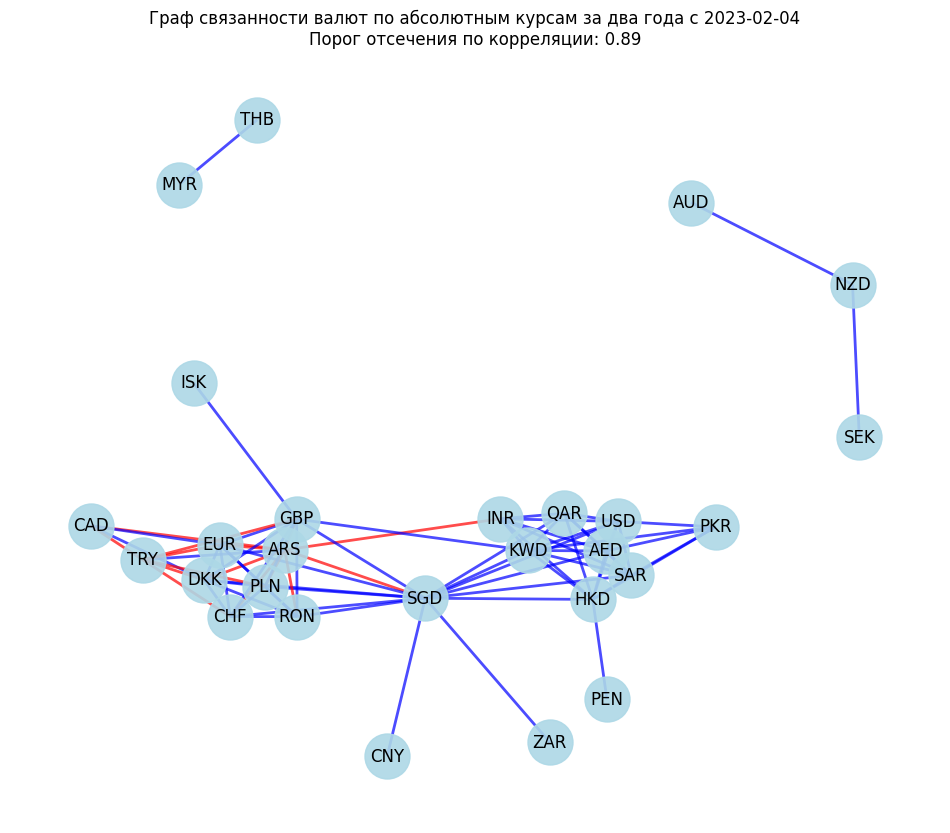 Граф связанности валют по абсолютным курсам за два года с 2023-02-04
Порог отсечения по корреляции: 0.89
THB
MYR
AUD
NZD
ISK
SEK
GBP
INR
QAR
USD
PKR
CAD
EUR
ARS
KWD
AED
TRY
DKK
PLN
SAR
CHF
RON
SGD
HKD
PEN
ZAR
CNY